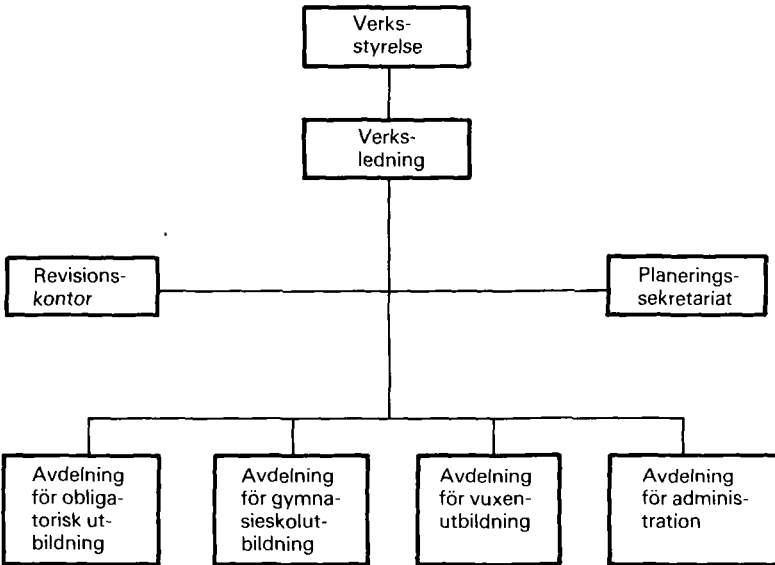 Verks-
styrelse
Verks-
ledning
Revisions-
kontor
Planerings-
sekretariat
Avdelning
för obliga-
torisk ut-
bildning
Avdelning
för gymna-
sieskolut-
bildning
Avdelning
för vuxen-
utbildning
Avdelning
för adminis-
tration